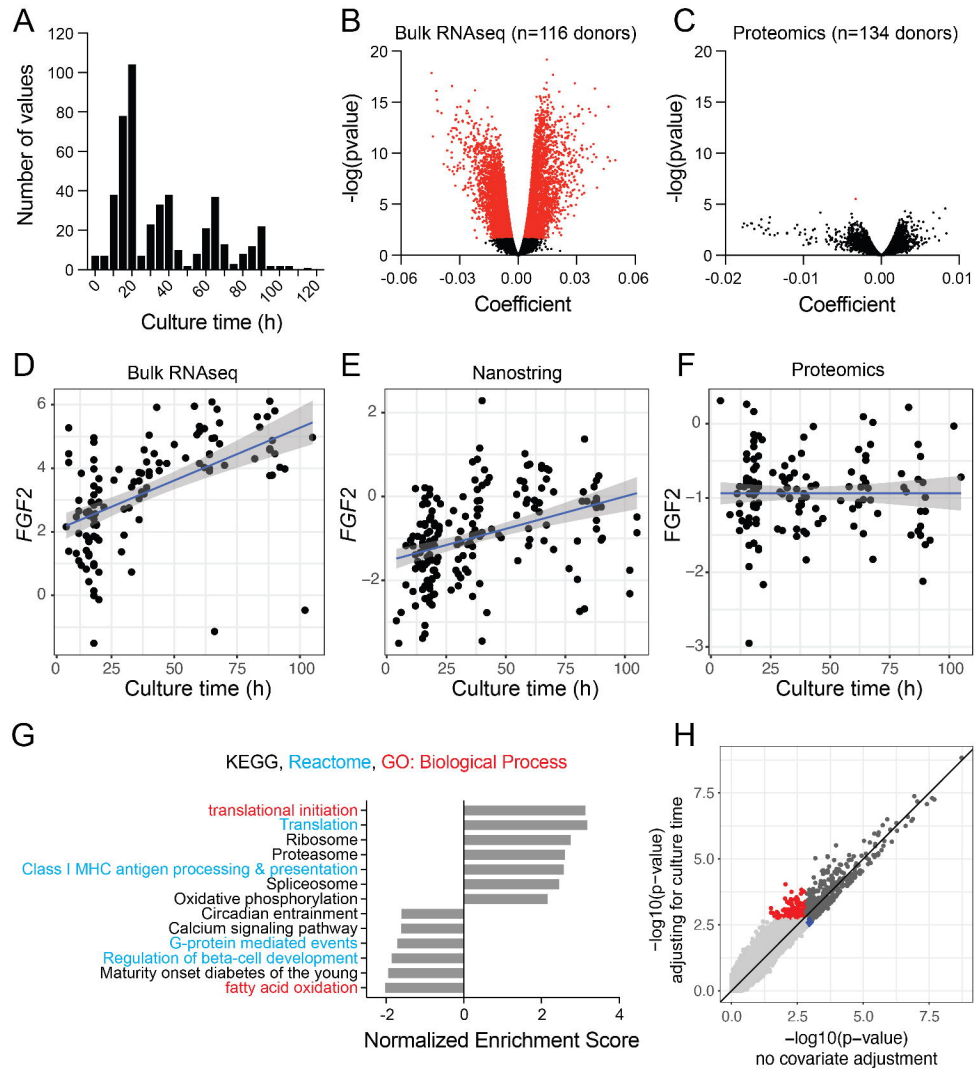 A
120
100
80
60
40
20
0
Number of values
0
20
40
60
80
100
120
Culture time (h)
B
Bulk RNAseq (n=116 donors)
20
15
10
5
0
-log(pvalue)
-0.06
-0.03
0.00
0.03
0.06
Coefficient
C
Proteomics (n=134 donors)
20
15
10
5
0
-log(pvalue)
-0.02
-0.01
0.00
0.01
Coefficient
D
Bulk RNAseq
6
4
2
0
FGF2
0
25
50
75
100
Culture time (h)
E
Nanostring
2
0
−2
0
25
50
75
100
Culture time (h)
F
Proteomics
0
−1
−2
−3
FGF2
0
25
50
75
100
Culture time (h)
G
KEGG, Reactome, GO: Biological Process
translational initiation
Translation
Ribosome
Proteasome
Class I MHC antigen processing & presentation
Spliceosome
Oxidative phosphorylation
Circadian entrainment
Calcium signaling pathway
G-protein mediated events
Regulation of beta-cell development
Maturity onset diabetes of the young
fatty acid oxidation
-2
0
2
4
Normalized Enrichment Score
H
7.5
5.0
2.5
0.0
−log10(p−value)
adjusting for culture time
0.0
2.5
5.0
7.5
−log10(p−value)
no covariate adjustment